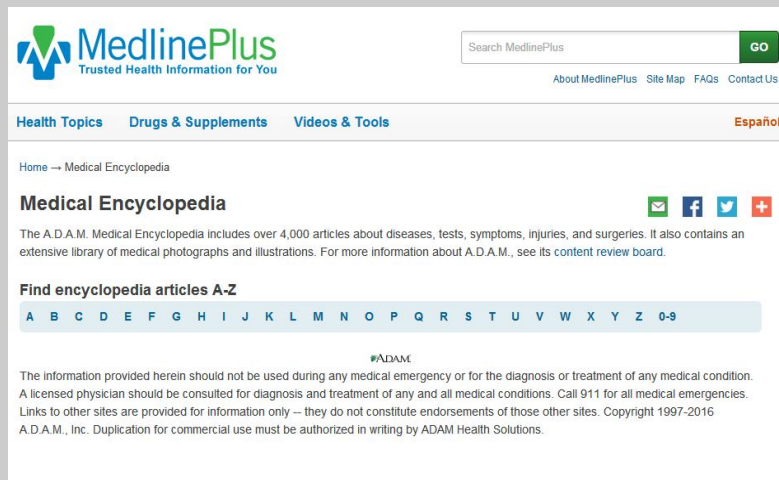 MedlinePlus
Trusted Health Information for You
Search MedlinePlus
GO
About MedlinePlus Site Map FAQs Contact Us
Health Topics Drugs & Supplements Videos & Tools Español
Home → Medical Encyclopedia
Medical Encyclopedia
The A.D.A.M. Medical Encyclopedia includes over 4,000 articles about diseases, tests, symptoms, injuries, and surgeries. It also contains an
extensive library of medical photographs and illustrations. For more information about A.D.A.M., see its content review board.
Find encyclopedia articles A-Z
A B C D E F G H I J K L M N O P Q R S T U V W X Y Z 0-9
ADAM.
The information provided herein should not be used during any medical emergency or for the diagnosis or treatment of any medical condition.
A licensed physician should be consulted for diagnosis and treatment of any and all medical conditions. Call 911 for all medical emergencies.
Links to other sites are provided for information only -- they do not constitute endorsements of those other sites. Copyright 1997-2016
A.D.A.M., Inc. Duplication for commercial use must be authorized in writing by ADAM Health Solutions.